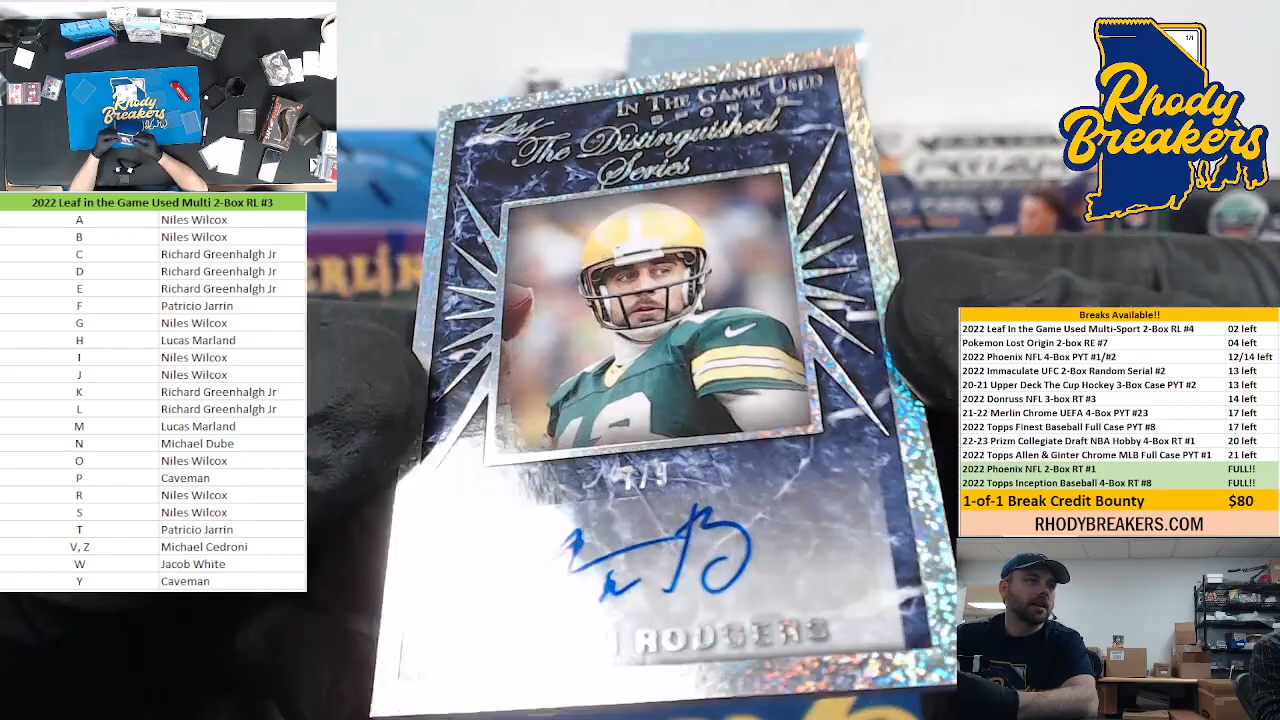 Rhody
Breakers
2022 Leaf in the Game Used Multi 2-Box RL #3
A Niles Wilcox
B Niles Wilcox
C Richard Greenhalgh Jr
D Richard Greenhalgh Jr
E Richard Greenhalgh Jr
F Patricio Jarrin
G Niles Wilcox
H Lucas Marland
I Niles Wilcox
J Niles Wilcox
K Richard Greenhalgh Jr
L Richard Greenhalgh Jr
M Lucas Marland
N Michael Dube
O Niles Wilcox
P Caveman
R Niles Wilcox
S Niles Wilcox
T Patricio Jarrin
V, Z Michael Cedroni
W Jacob White
Y Caveman
IN THE GAME USED
SPORTS
Leaf
The Distinguished
Series
7/9
RODGERS
1/1
Rhody
Breakers
Breaks Available!!
2022 Leaf In the Game Used Multi-Sport 2-Box RL #4 02 left
Pokemon Lost Origin 2-box RE #7 04 left
2022 Phoenix NFL 4-Box PYT #1/#2 12/14 left
2022 Immaculate UFC 2-Box Random Serial #2 13 left
20-21 Upper Deck The Cup Hockey 3-Box Case PYT #2 13 left
2022 Donruss NFL 3-box RT #3 14 left
21-22 Merlin Chrome UEFA 4-Box PYT #23 17 left
2022 Topps Finest Baseball Full Case PYT #8 17 left
22-23 Prizm Collegiate Draft NBA Hobby 4-Box RT #1 20 left
2022 Topps Allen & Ginter Chrome MLB Full Case PYT #1 21 left
2022 Phoenix NFL 2-Box RT #1 FULL!!
2022 Topps Inception Baseball 4-Box RT #8 FULL!!
1-of-1 Break Credit Bounty $80
RHODYBREAKERS.COM